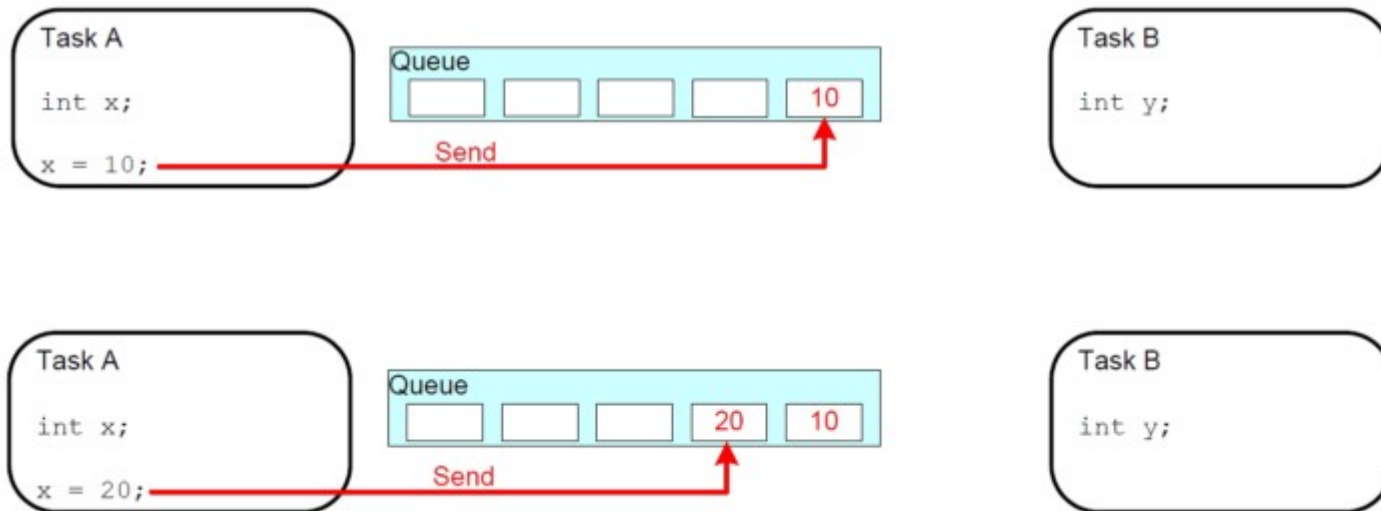 Task A
int x;
x = 10;
Queue
10
Send
Task B
int y;
Task A
int x;
x = 20;
Queue
20 10
Send
Task B
int y;